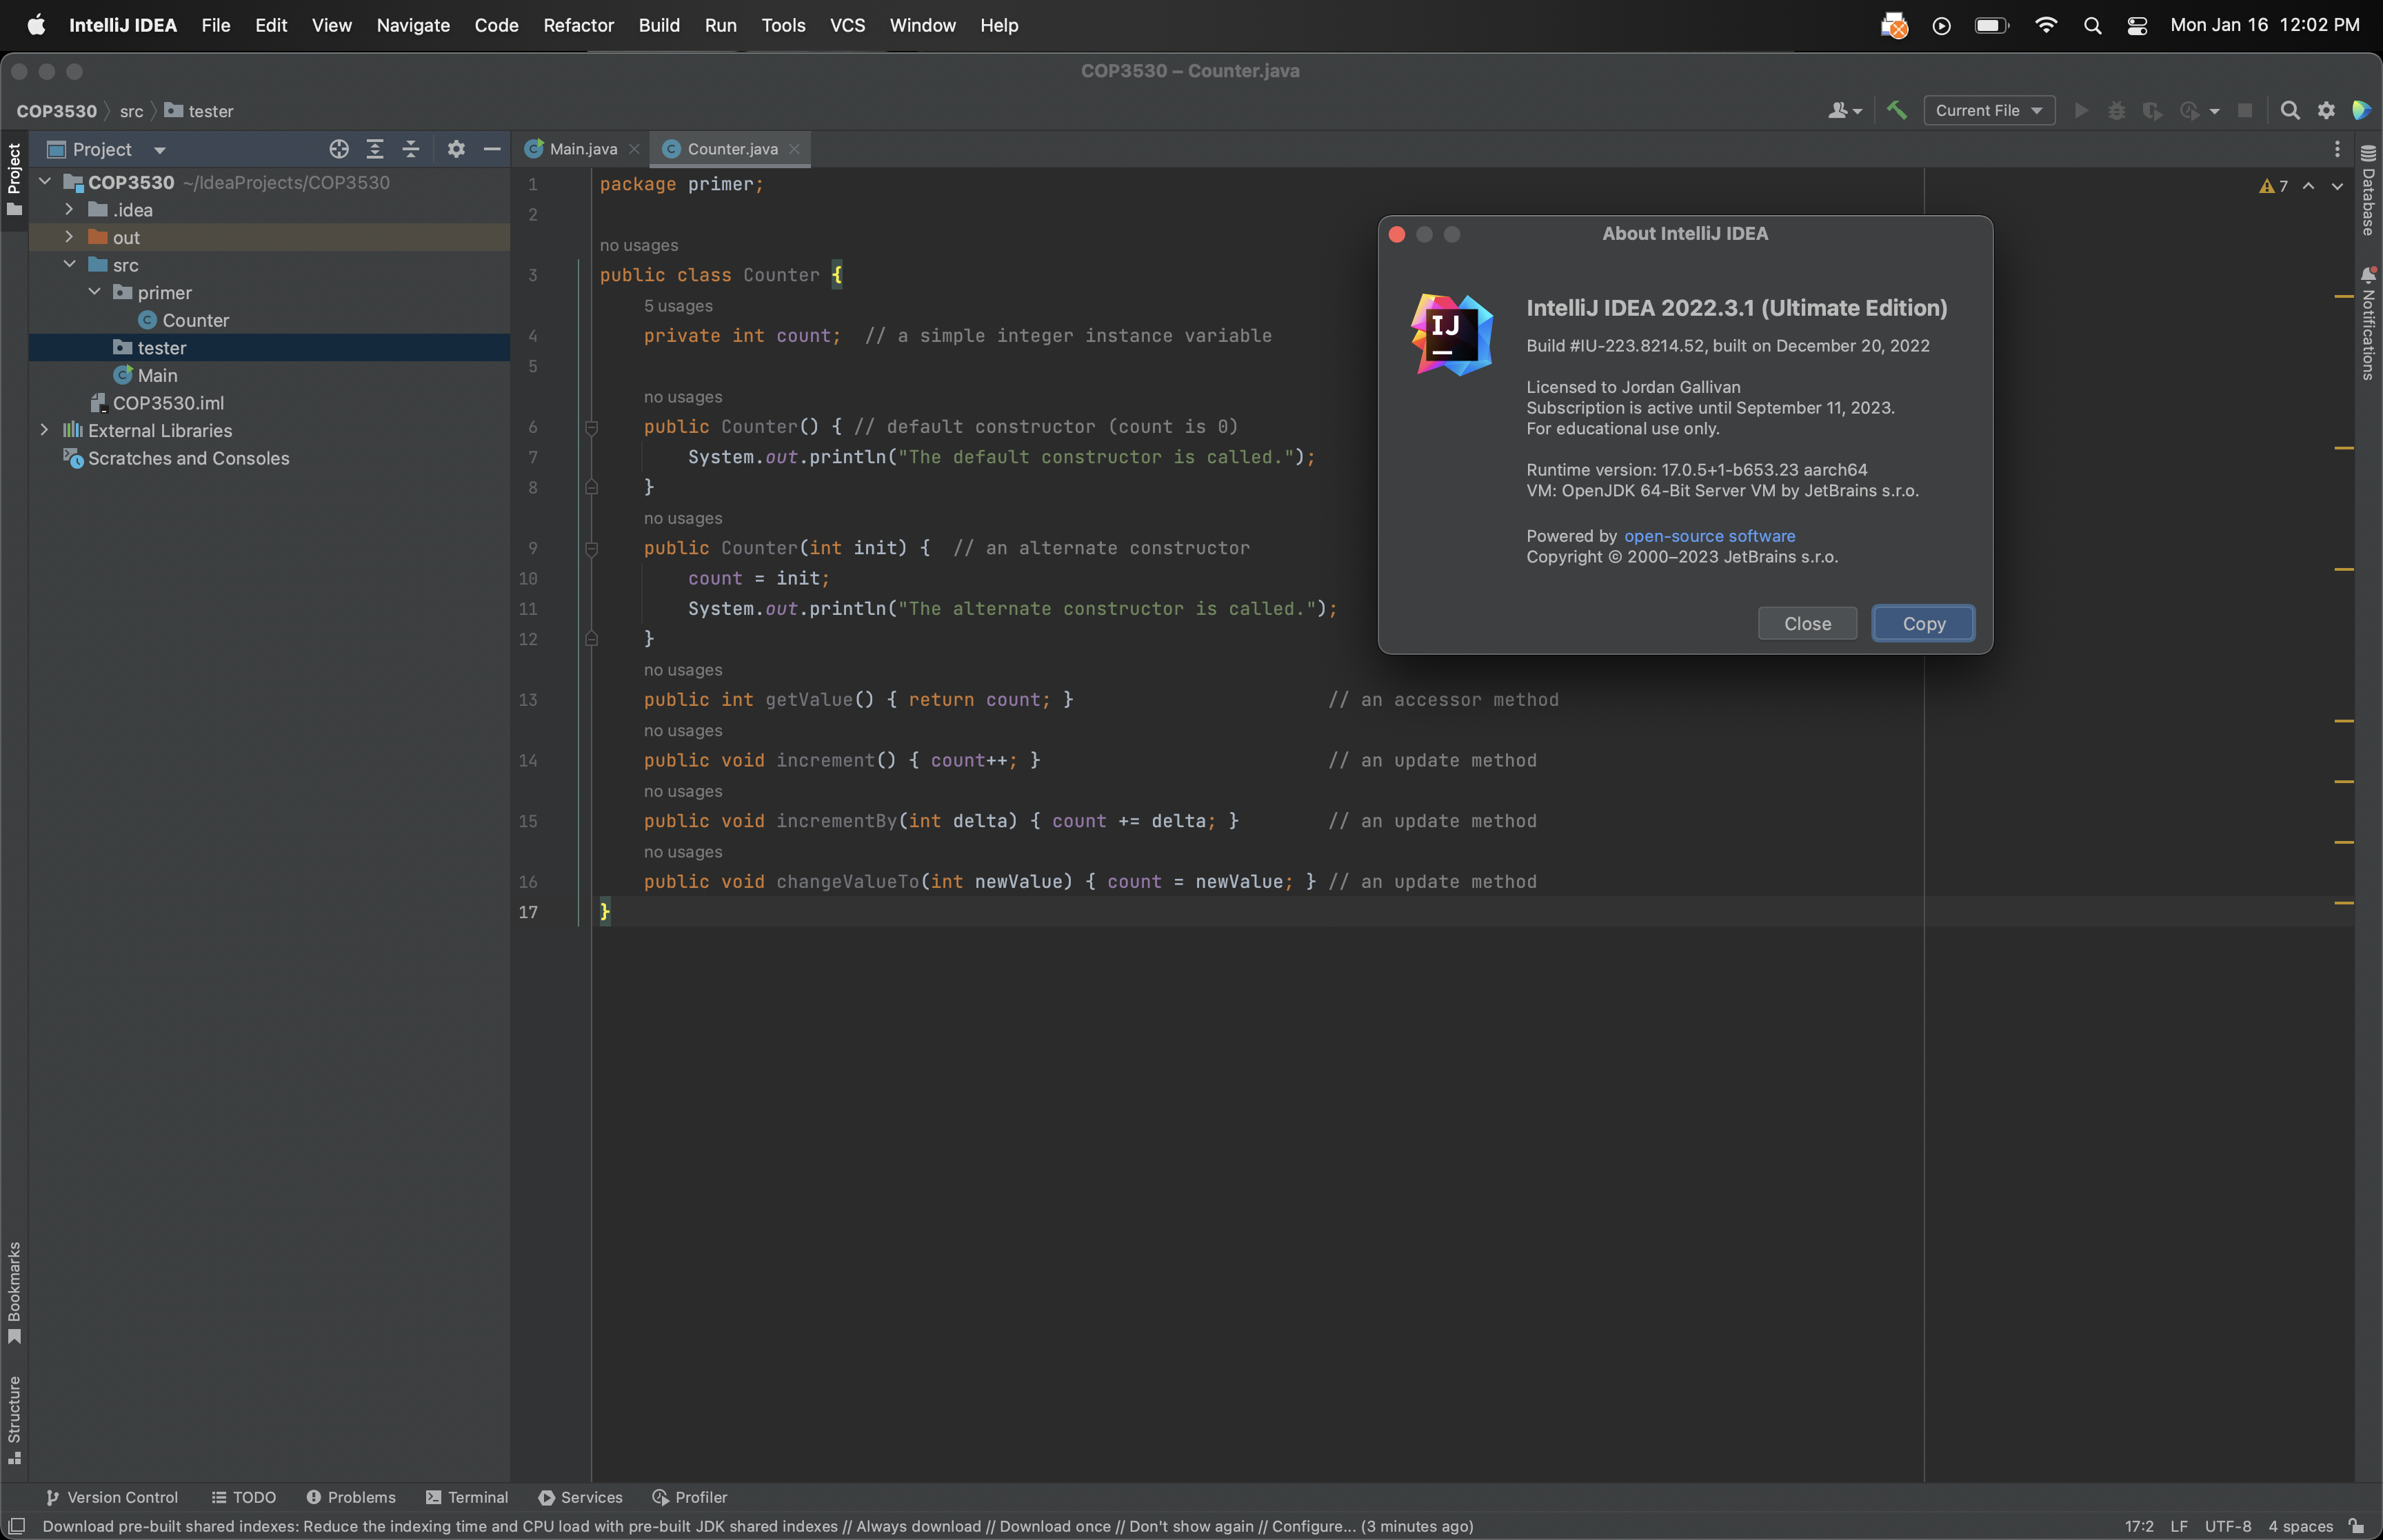 IntelliJ IDEA File Edit View Navigate Code Refactor Build Run Tools VCS Window Help Mon Jan 16 12:02 PM
COP3530 – Counter.java
COP3530 src tester
Current File
Project
Project
Main.java Counter.java
COP3530 ~/IdeaProjects/COP3530
.idea
out
src
primer
Counter
tester
Main
COP3530.iml
External Libraries
Scratches and Consoles
Bookmarks
Structure
7
1 package primer;
2
no usages
3 public class Counter {
5 usages
4 private int count; // a simple integer instance variable
5
no usages
6 public Counter() { // default constructor (count is 0)
7 System.out.println("The default constructor is called.");
8 }
no usages
9 public Counter(int init) { // an alternate constructor
10 count = init;
11 System.out.println("The alternate constructor is called.");
12 }
no usages
13 public int getValue() { return count; } // an accessor method
no usages
14 public void increment() { count++; } // an update method
no usages
15 public void incrementBy(int delta) { count += delta; } // an update method
no usages
16 public void changeValueTo(int newValue) { count = newValue; } // an update method
17 }
About IntelliJ IDEA
IJ
IntelliJ IDEA 2022.3.1 (Ultimate Edition)
Build #IU-223.8214.52, built on December 20, 2022
Licensed to Jordan Gallivan
Subscription is active until September 11, 2023.
For educational use only.
Runtime version: 17.0.5+1-b653.23 aarch64
VM: OpenJDK 64-Bit Server VM by JetBrains s.r.o.
Powered by open-source software
Copyright © 2000–2023 JetBrains s.r.o.
Close Copy
Database
Notifications
Version Control TODO Problems Terminal Services Profiler
Download pre-built shared indexes: Reduce the indexing time and CPU load with pre-built JDK shared indexes // Always download // Download once // Don't show again // Configure... (3 minutes ago) 17:2 LF UTF-8 4 spaces